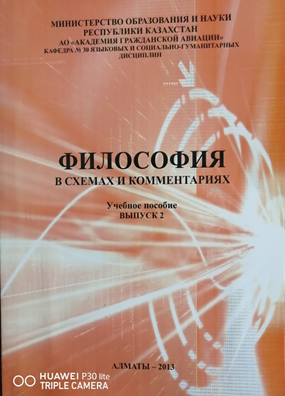 МИНИСТЕРСТВО ОБРАЗОВАНИЯ И НАУКИ
РЕСПУБЛИКИ КАЗАХСТАН
АО «АКАДЕМИЯ ГРАЖДАНСКОЙ АВИАЦИИ»
КАФЕДРА № 30 ЯЗЫКОВЫХ И СОЦИАЛЬНО-ГУМАНИТАРНЫХ
ДИСЦИПЛИН
ФИЛОСОФИЯ
В СХЕМАХ И КОММЕНТАРИЯХ
Учебное пособие
ВЫПУСК 2
АЛМАТЫ – 2013
HUAWEI P30 lite
TRIPLE CAMERA